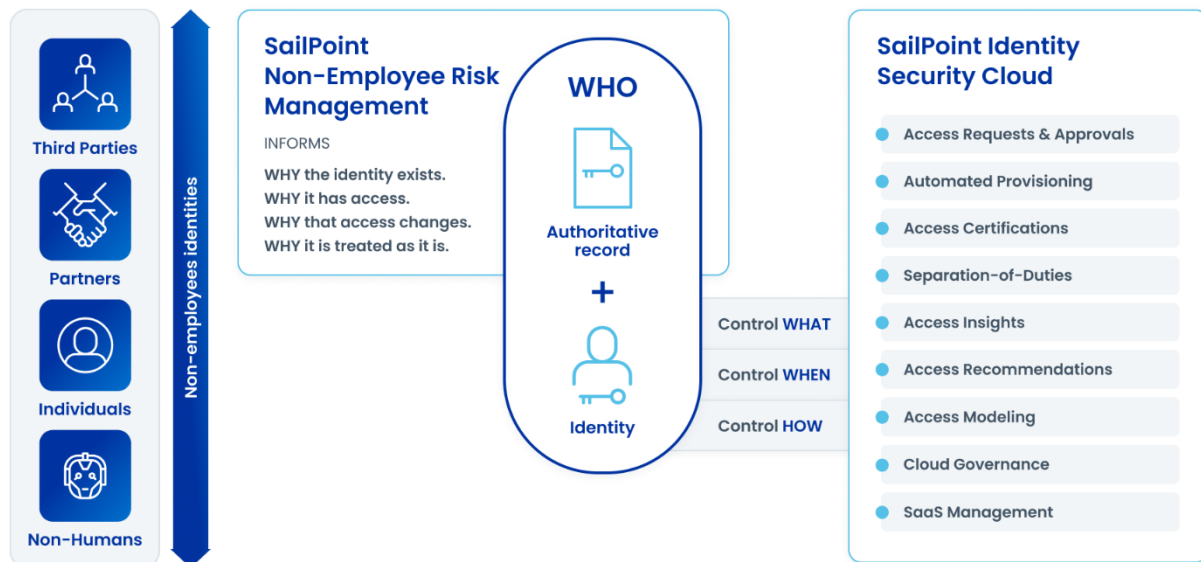 Third Parties
Partners
Individuals
Non-Humans
Non-employees identities
SailPoint
Non-Employee Risk
Management
INFORMS
WHY the identity exists.
WHY it has access.
WHY that access changes.
WHY it is treated as it is.
WHO
Authoritative
record
+
Identity
Control WHAT
Control WHEN
Control HOW
SailPoint Identity
Security Cloud
Access Requests & Approvals
Automated Provisioning
Access Certifications
Separation-of-Duties
Access Insights
Access Recommendations
Access Modeling
Cloud Governance
SaaS Management